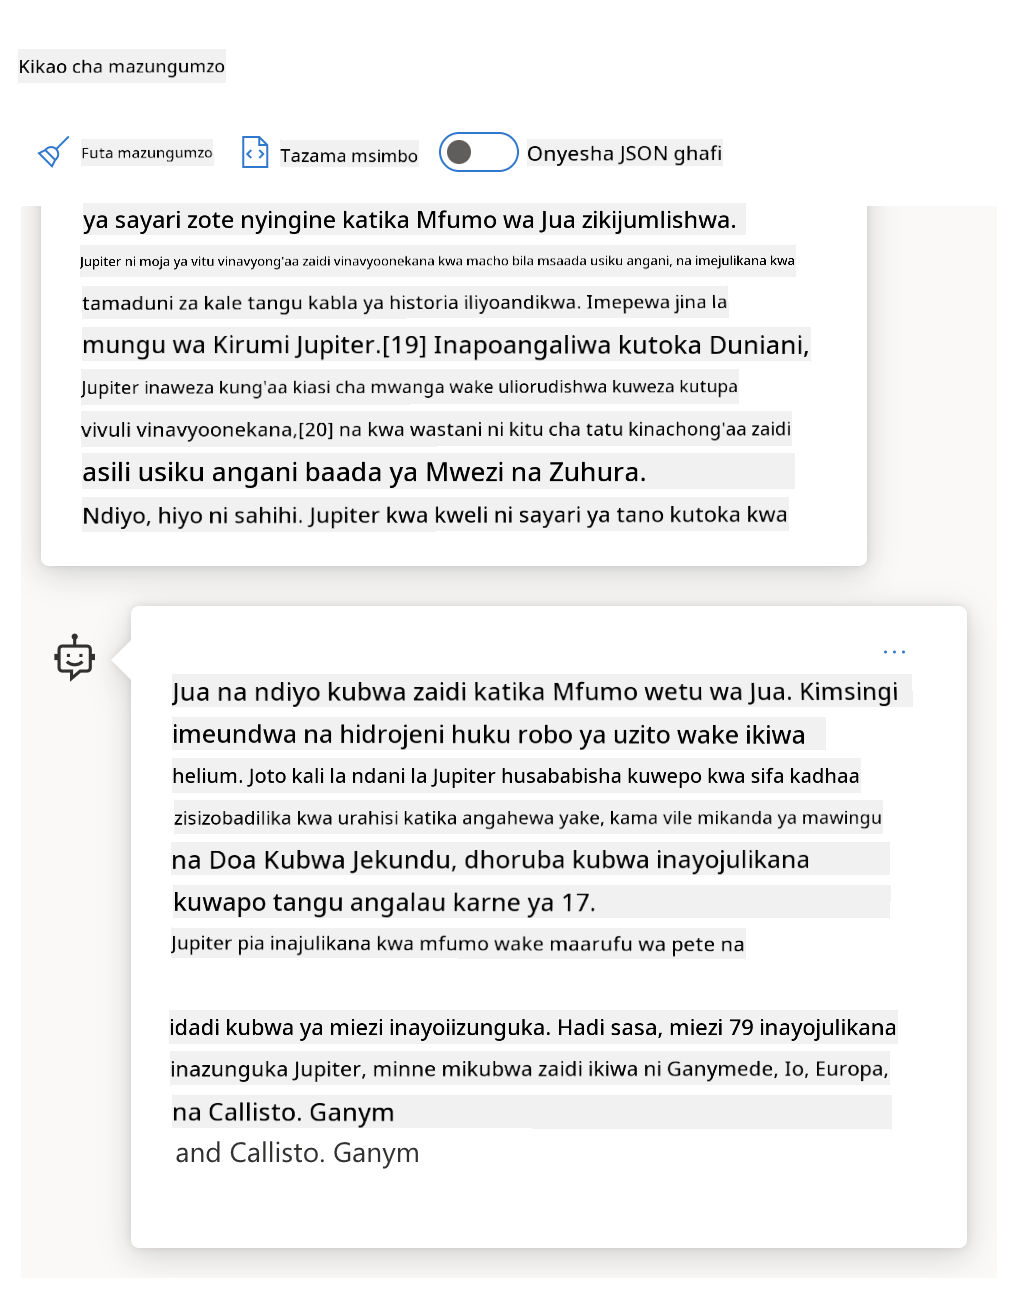 Kikao cha mazungumzo
Futa mazungumzo
Tazama msimbo
Onyesha JSON ghafi
ya sayari zote nyingine katika Mfumo wa Jua zikijumlishwa.
Jupiter ni moja ya vitu vinavyong'aa zaidi vinavyoonekana kwa macho bila msaada usiku angani, na imejulikana kwa
tamaduni za kale tangu kabla ya historia iliyoandikwa. Imepewa jina la
mungu wa Kirumi Jupiter.[19] Inapoangaliwa kutoka Duniani,
Jupiter inaweza kung'aa kiasi cha mwanga wake uliorudishwa kuweza kutupa
vivuli vinavyoonekana,[20] na kwa wastani ni kitu cha tatu kinachong'aa zaidi
asili usiku angani baada ya Mwezi na Zuhura.
Ndiyo, hiyo ni sahihi. Jupiter kwa kweli ni sayari ya tano kutoka kwa
...
Jua na ndiyo kubwa zaidi katika Mfumo wetu wa Jua. Kimsingi
imeundwa na hidrojeni huku robo ya uzito wake ikiwa
helium. Joto kali la ndani la Jupiter husababisha kuwepo kwa sifa kadhaa
zisizobadilika kwa urahisi katika angahewa yake, kama vile mikanda ya mawingu
na Doa Kubwa Jekundu, dhoruba kubwa inayojulikana
kuwapo tangu angalau karne ya 17.
Jupiter pia inajulikana kwa mfumo wake maarufu wa pete na
idadi kubwa ya miezi inayoiizunguka. Hadi sasa, miezi 79 inayojulikana
inazunguka Jupiter, minne mikubwa zaidi ikiwa ni Ganymede, Io, Europa,
na Callisto. Ganym
and Callisto. Ganym